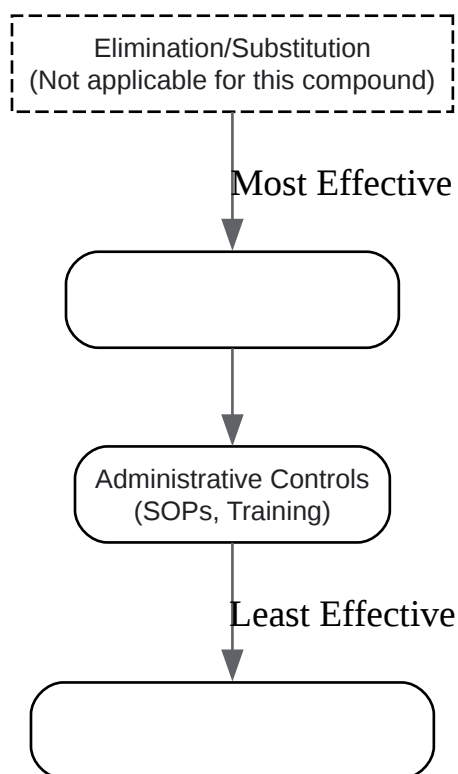 Elimination/Substitution
(Not applicable for this compound)
Most Effective
Administrative Controls
(SOPs, Training)
Least Effective